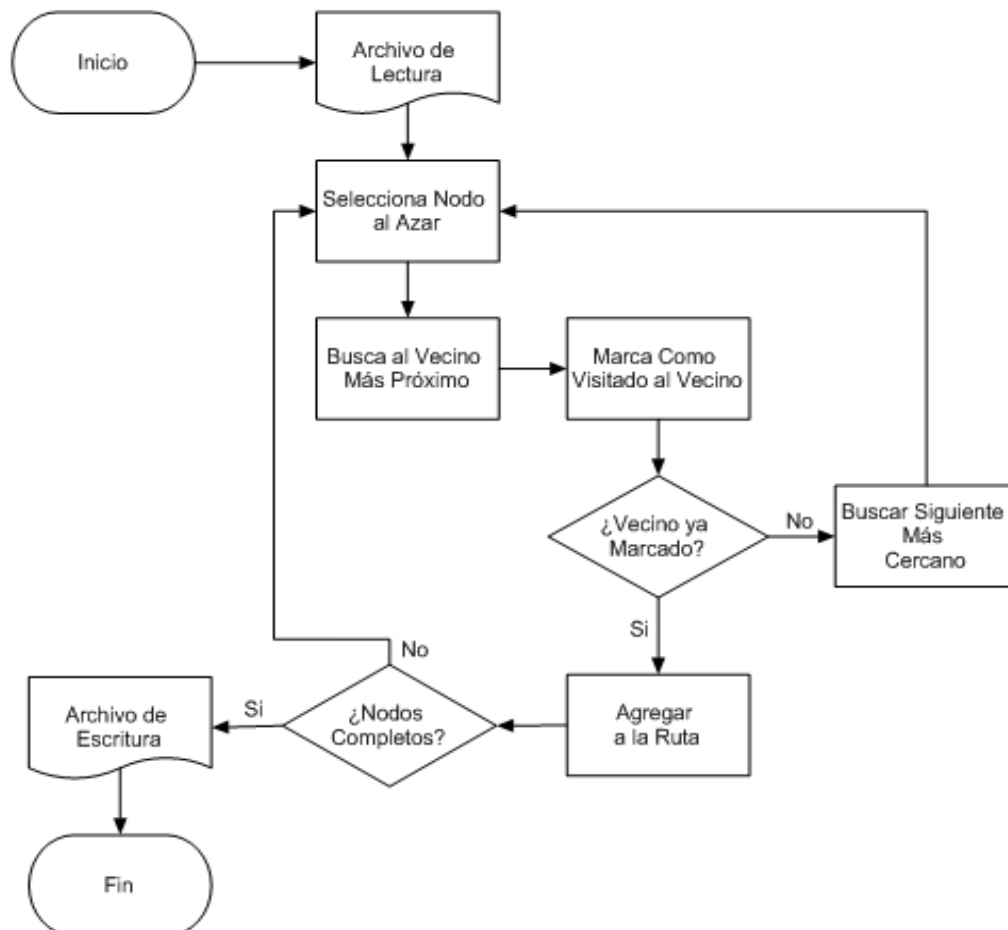 Inicio
Archivo de
Lectura
Selecciona Nodo
al Azar
Busca al Vecino
Más Próximo
Marca Como
Visitado al Vecino
¿Vecino ya
Marcado?
No
Buscar Siguiente
Más
Cercano
Si
Agregar
a la Ruta
¿Nodos
Completos?
No
Si
Archivo de
Escritura
Fin